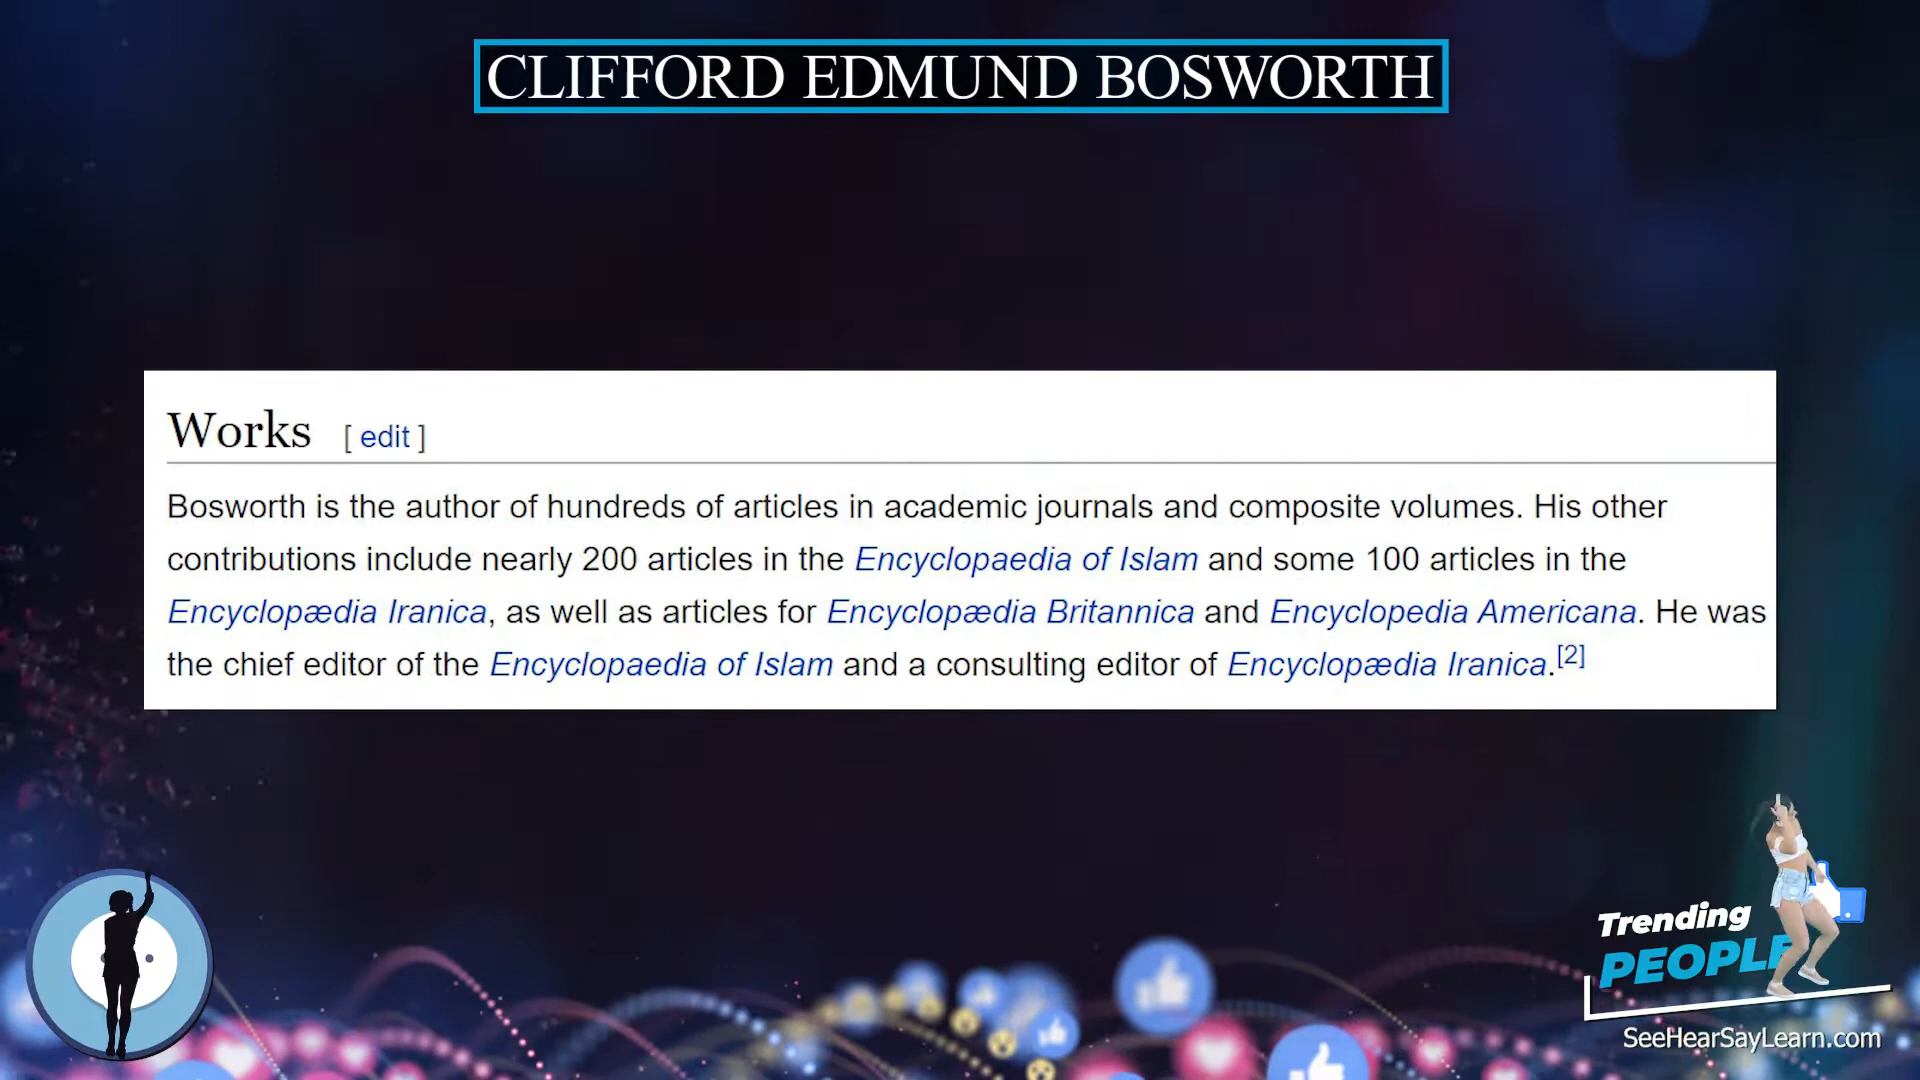 CLIFFORD EDMUND BOSWORTH
Works [ edit ]
Bosworth is the author of hundreds of articles in academic journals and composite volumes. His other
contributions include nearly 200 articles in the Encyclopaedia of Islam and some 100 articles in the
Encyclopædia Iranica, as well as articles for Encyclopædia Britannica and Encyclopedia Americana. He was
the chief editor of the Encyclopaedia of Islam and a consulting editor of Encyclopædia Iranica.[2]
Trending
PEOPLE
SeeHearSayLearn.com